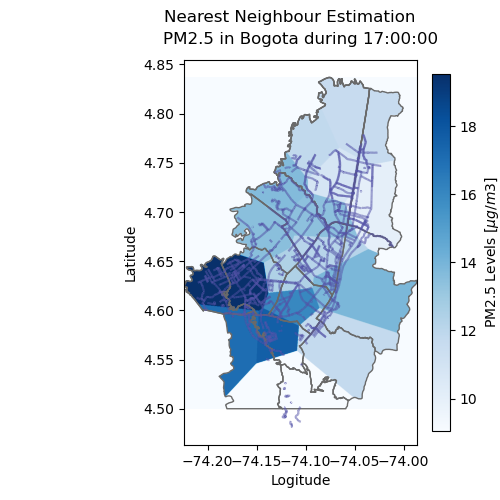 Nearest Neighbour Estimation
PM2.5 in Bogota during 17:00:00
4.85
4.80
4.75
4.70
4.65
4.60
4.55
4.50
Latitude
−74.20−74.15−74.10−74.05−74.00
Logitude
18
16
14
12
10
PM2.5 Levels [μg/m3]